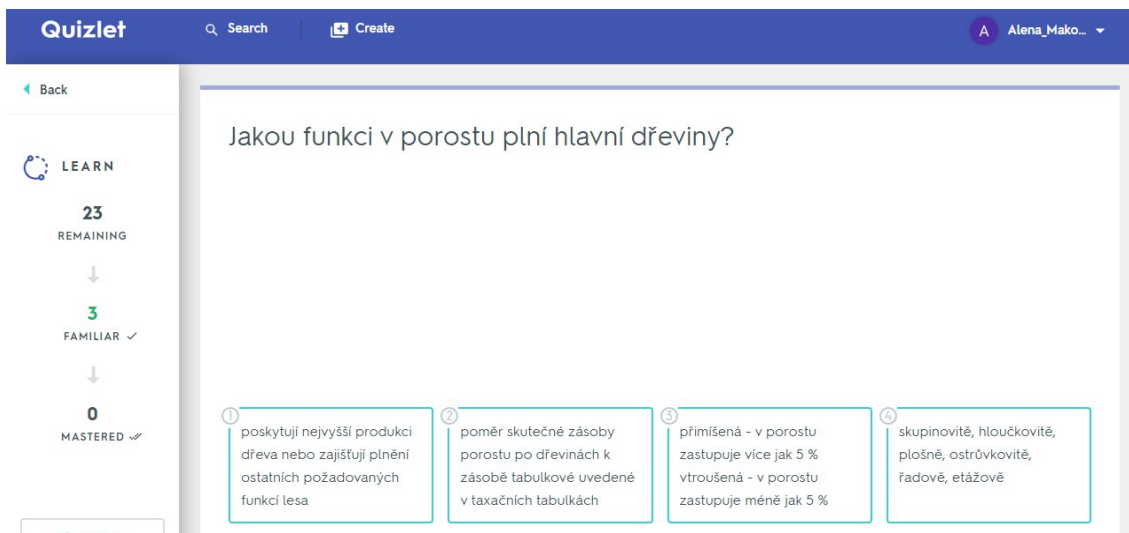 Quizlet
Search
Create
A
Alena_Mako...
Back
LEARN
23
REMAINING
3
FAMILIAR
0
MASTERED
Jakou funkci v porostu plní hlavní dřeviny?
1
poskytují nejvyšší produkci
dřeva nebo zajišťují plnění
ostatních požadovaných
funkcí lesa
2
poměr skutečné zásoby
porostu po dřevinách k
zásobě tabulkové uvedené
v taxačních tabulkách
3
přimíšená - v porostu
zastupuje více jak 5 %
vtroušená - v porostu
zastupuje méně jak 5 %
4
skupinovitě, hloučkovitě,
plošně, ostrůvkovitě,
řadově, etážově